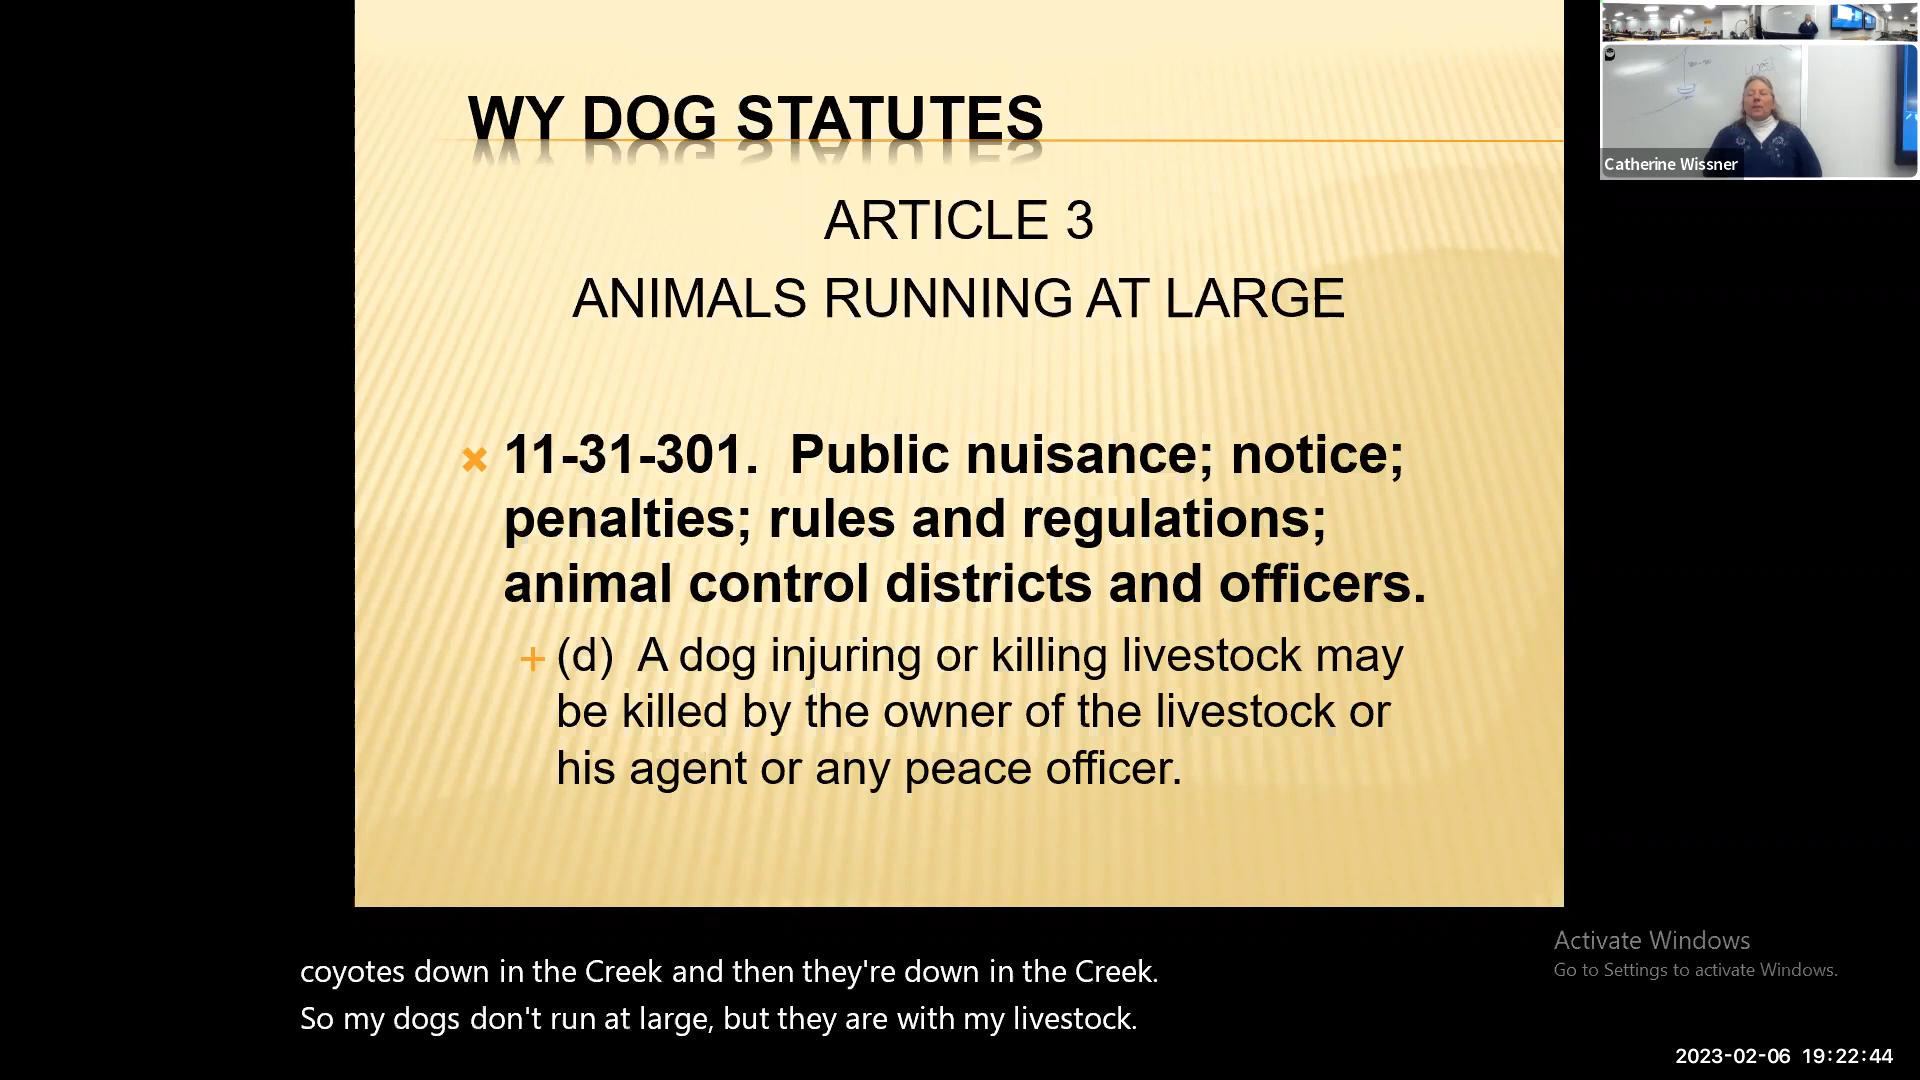 WY DOG STATUTES
ARTICLE 3
ANIMALS RUNNING AT LARGE
11-31-301. Public nuisance; notice;
penalties; rules and regulations;
animal control districts and officers.
(d) A dog injuring or killing livestock may
be killed by the owner of the livestock or
his agent or any peace officer.
Catherine Wissner
coyotes down in the Creek and then they're down in the Creek.
So my dogs don't run at large, but they are with my livestock.
Activate Windows
Go to Settings to activate Windows.
2023-02-06 19:22:44